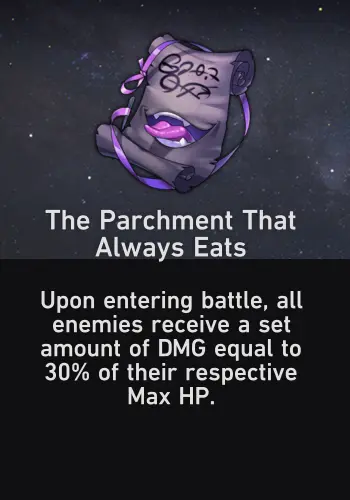 The Parchment That
Always Eats
Upon entering battle, all
enemies receive a set
amount of DMG equal to
30% of their respective
Max HP.